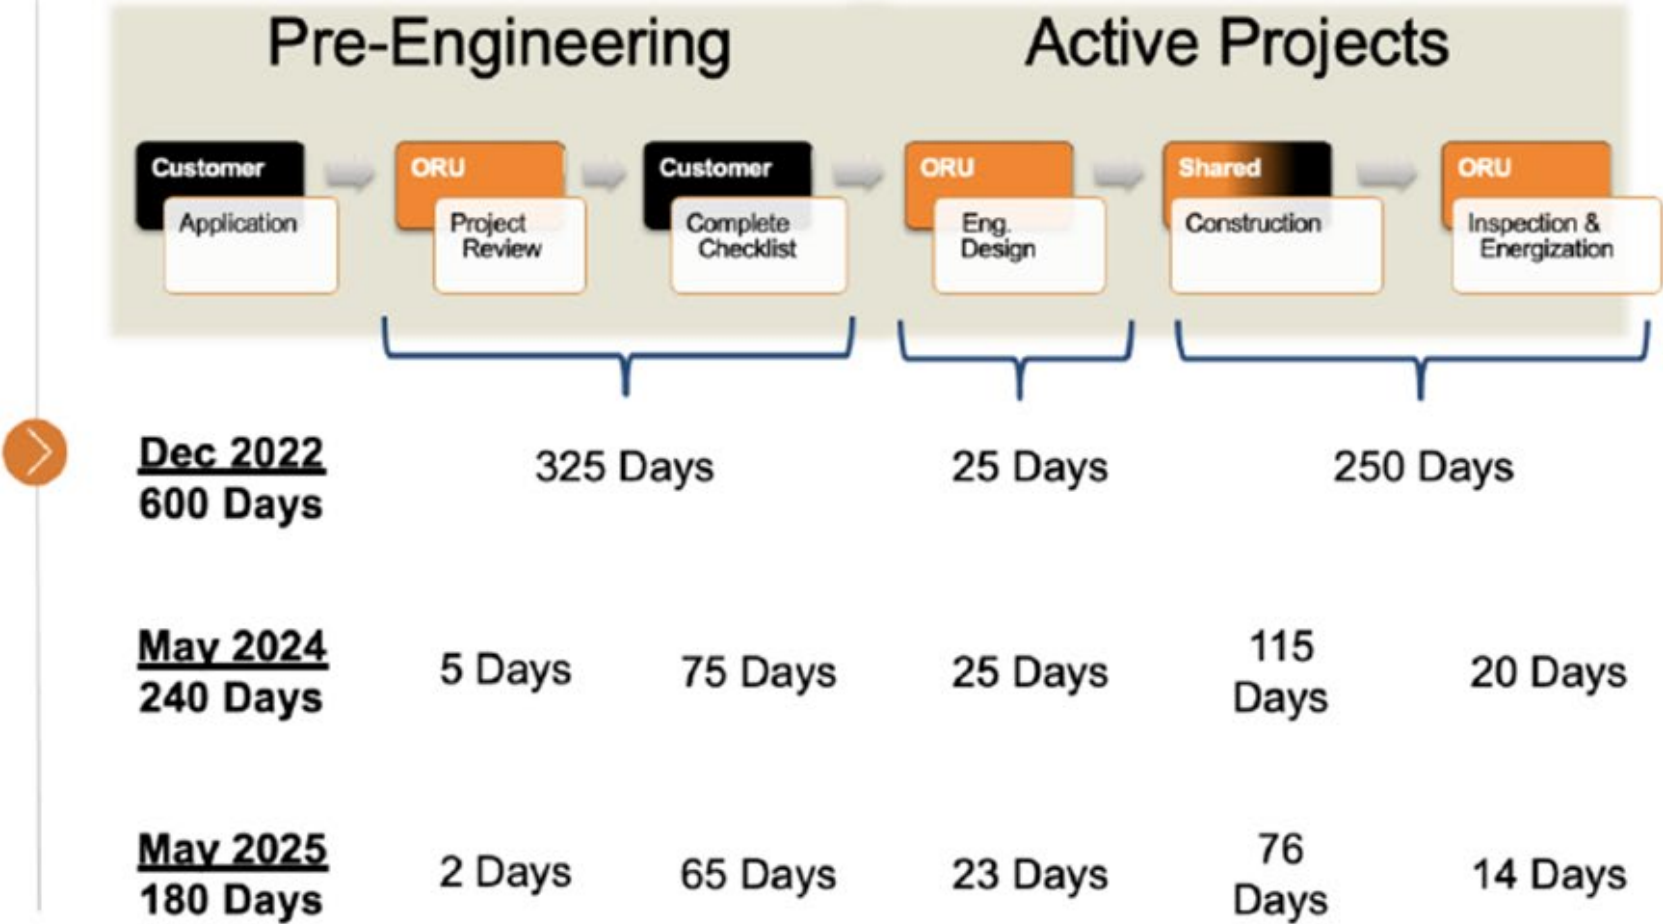 Pre-Engineering
Active Projects
Customer
Application
ORU
Project
Review
Customer
Complete
Checklist
ORU
Eng.
Design
Shared
Construction
ORU
Inspection &
Energization
Dec 2022
600 Days
325 Days
25 Days
250 Days
May 2024
240 Days
5 Days
75 Days
25 Days
115
Days
20 Days
May 2025
180 Days
2 Days
65 Days
23 Days
76
Days
14 Days